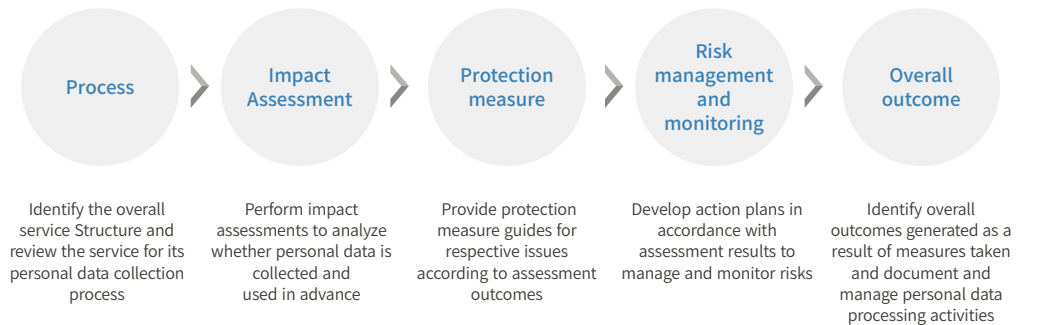 Process
Impact
Assessment
Protection
measure
Risk
management
and
monitoring
Overall
outcome
Identify the overall
service Structure and
review the service for its
personal data collection
process
Perform impact
assessments to analyze
whether personal data is
collected and
used in advance
Provide protection
measure guides for
respective issues
according to assessment
outcomes
Develop action plans in
accordance with
assessment results to
manage and monitor risks
Identify overall
outcomes generated as a
result of measures taken
and document and
manage personal data
processing activities